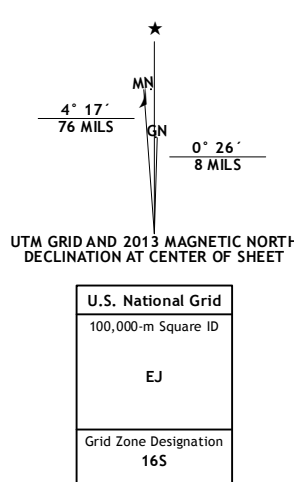 ★
MN
4° 17´
76 MILS
GN
0° 26´
8 MILS
UTM GRID AND 2013 MAGNETIC NORTH
DECLINATION AT CENTER OF SHEET
U.S. National Grid
100,000-m Square ID
EJ
Grid Zone Designation
16S